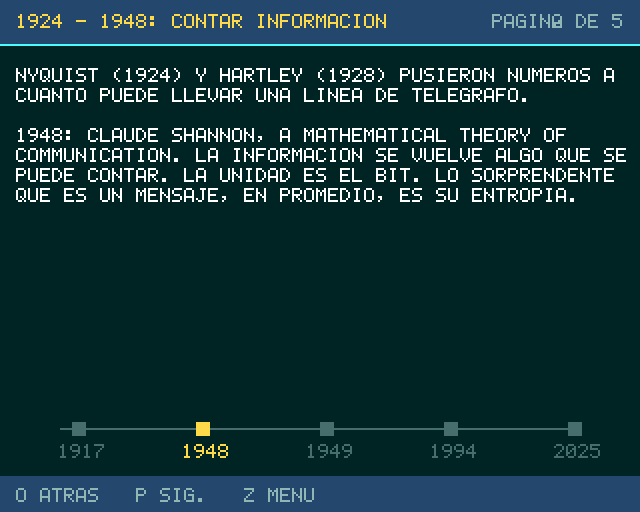 1924 - 1948: CONTAR INFORMACION
DE 5
NYQUIST (1924) Y HARTLEY (1928) PUSIERON NUMEROS A
CUANTO PUEDE LLEVAR UNA LINEA DE TELEGRAFO.
1948: CLAUDE SHANNON, A MATHEMATICAL THEORY OF
COMMUNICATION. LA INFORMACION SE VUELVE ALGO QUE SE
PUEDE CONTAR. LA UNIDAD ES EL BIT. LO SORPRENDENTE
QUE ES UN MENSAJE, EN PROMEDIO, ES SU ENTROPIA.
1917 1948 1949 1994 2025
O ATRAS P SIG. Z MENU